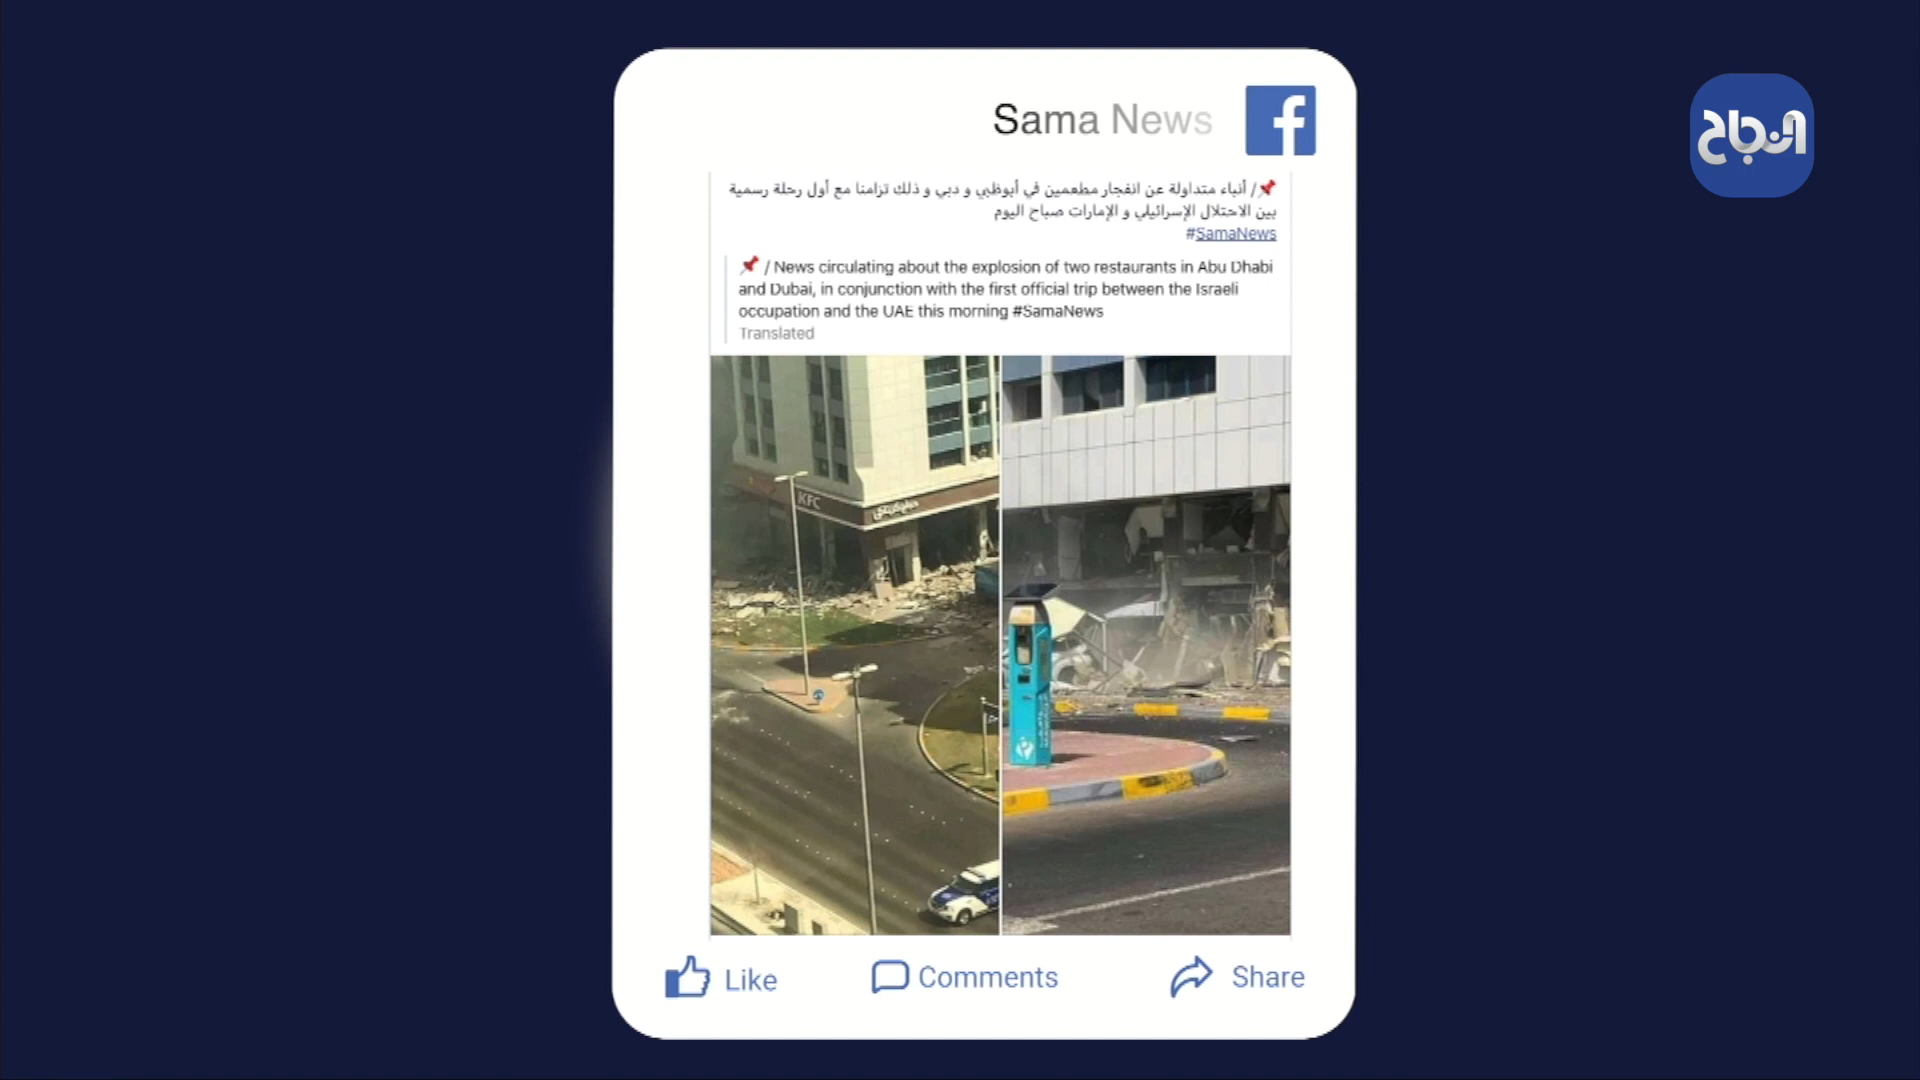 Sama News
النجاح
/ أنباء متداولة عن انفجار مطعمين في أبوظبي و دبي و ذلك تزامنا مع أول رحلة رسمية
بين الاحتلال الإسرائيلي و الإمارات صباح اليوم
#SamaNews
/ News circulating about the explosion of two restaurants in Abu Dhabi
and Dubai, in conjunction with the first official trip between the Israeli
occupation and the UAE this morning #SamaNews
Translated
KFC
Like
Comments
Share